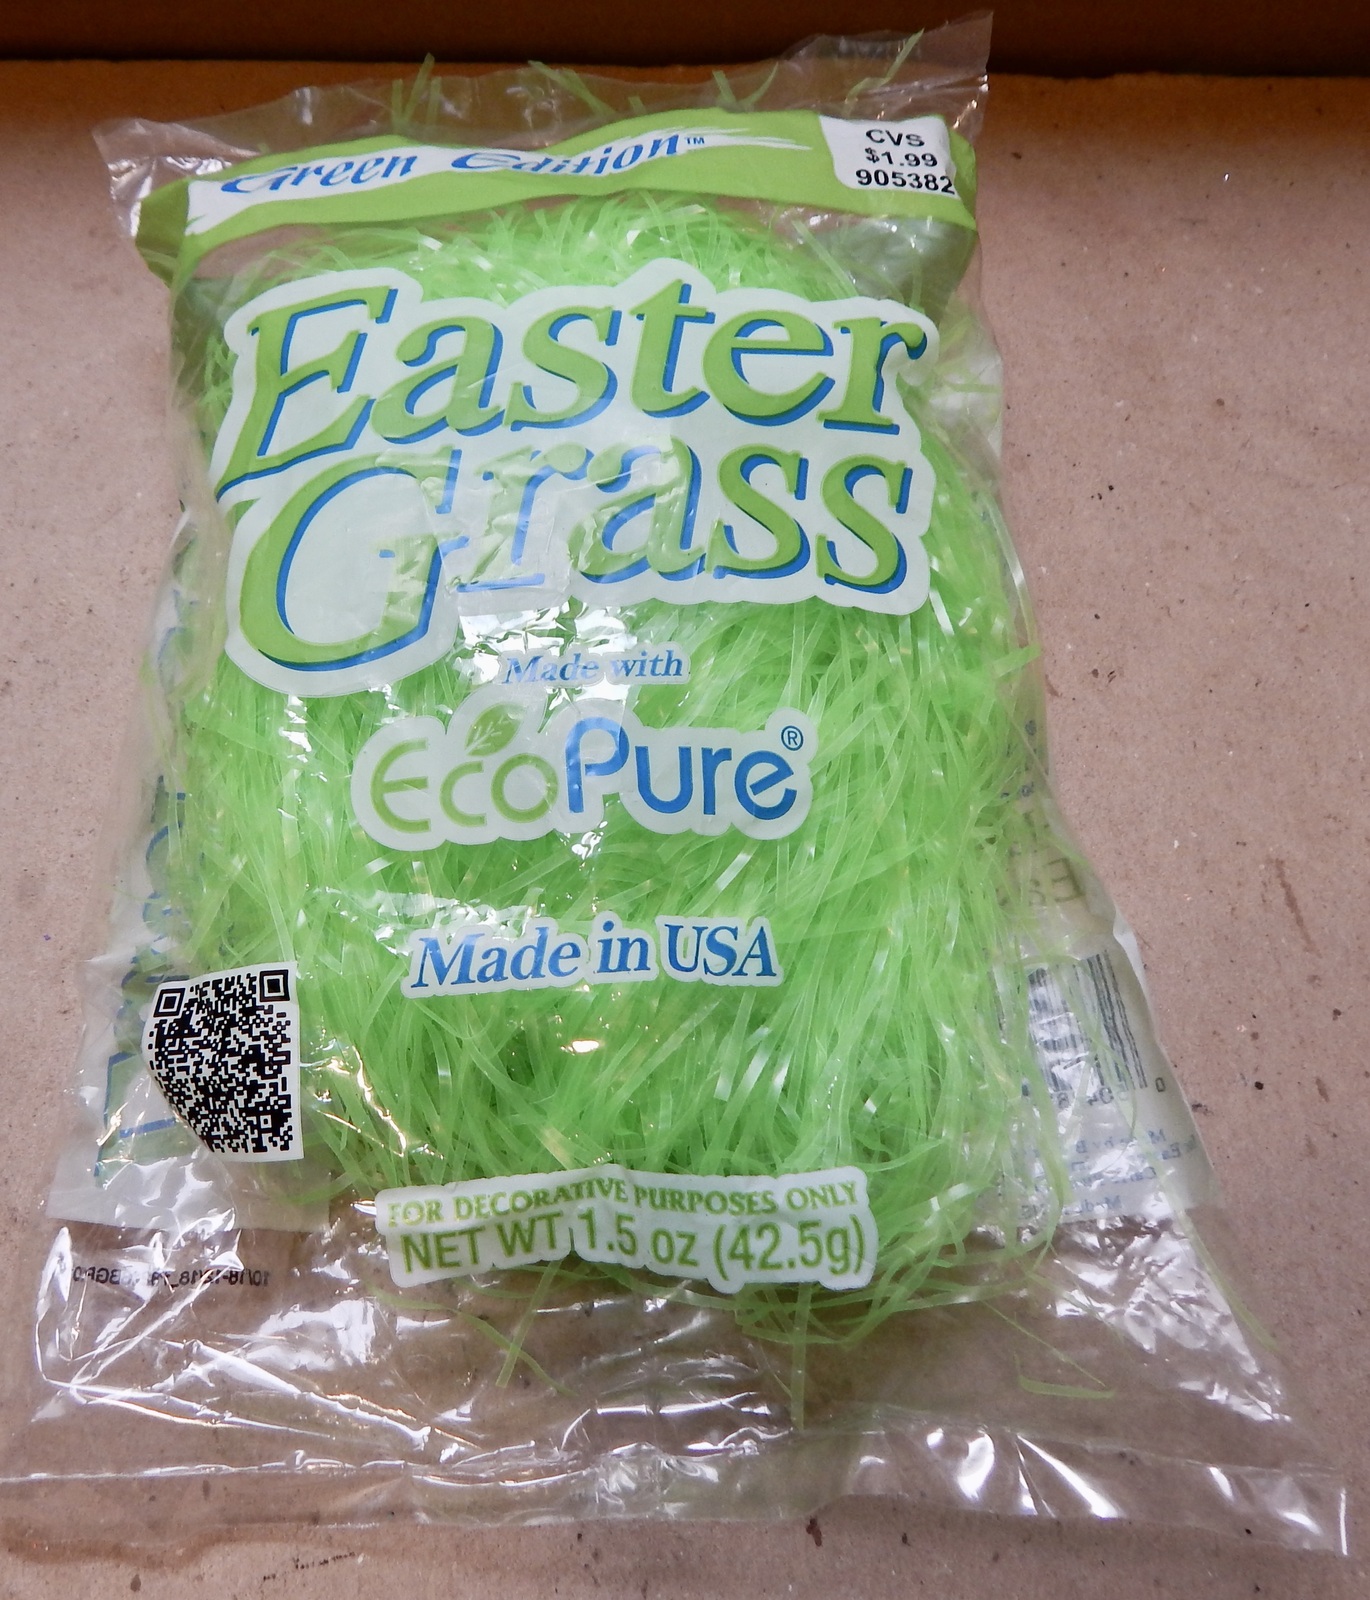 Green Edition™
CVS
$1.99
905382
Easter
Grass
Made with
EcoPure®
Made in USA
FOR DECORATIVE PURPOSES ONLY
NET WT 1.5 oz (42.5g)